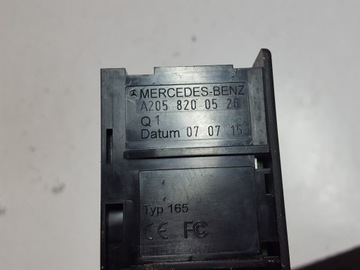 MERCEDES-BENZ
A205 820 05 26
Q 1
Datum 07 07 16
Typ 165
CE FC